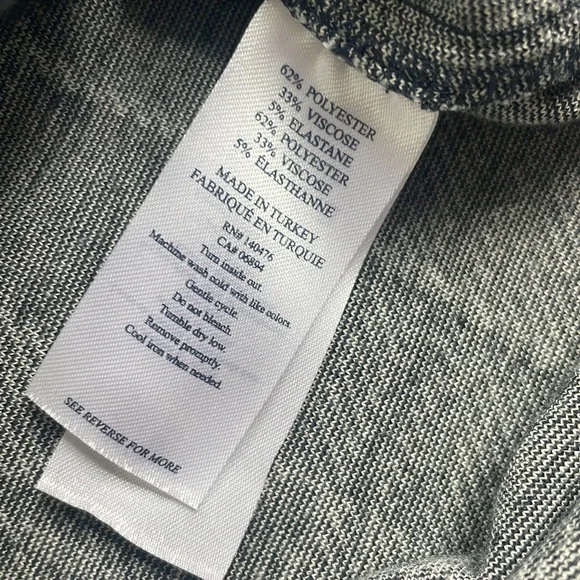 62% POLYESTER
33% VISCOSE
5% ELASTANE
62% POLYESTER
33% VISCOSE
5% ÉLASTHANNE
MADE IN TURKEY
FABRIQUÉ EN TURQUIE
RN# 140476
CA# 06894
Turn inside out.
Machine wash cold with like colors.
Gentle cycle.
Do not bleach.
Tumble dry low.
Remove promptly.
Cool iron when needed.
SEE REVERSE FOR MORE